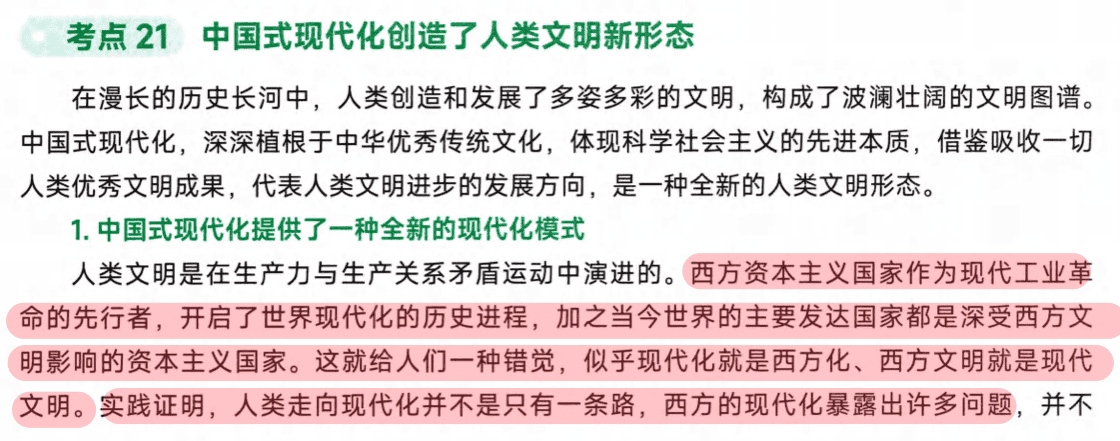 考点 21 中国式现代化创造了人类文明新形态
在漫长的历史长河中，人类创造和发展了多姿多彩的文明，构成了波澜壮阔的文明图谱。
中国式现代化，深深植根于中华优秀传统文化，体现科学社会主义的先进本质，借鉴吸收一切
人类优秀文明成果，代表人类文明进步的发展方向，是一种全新的人类文明形态。
1. 中国式现代化提供了一种全新的现代化模式
人类文明是在生产力与生产关系矛盾运动中演进的。西方资本主义国家作为现代工业革
命的先行者，开启了世界现代化的历史进程，加之当今世界的主要发达国家都是深受西方文
明影响的资本主义国家。这就给人们一种错觉，似乎现代化就是西方化、西方文明就是现代
文明。实践证明，人类走向现代化并不是只有一条路，西方的现代化暴露出许多问题，并不